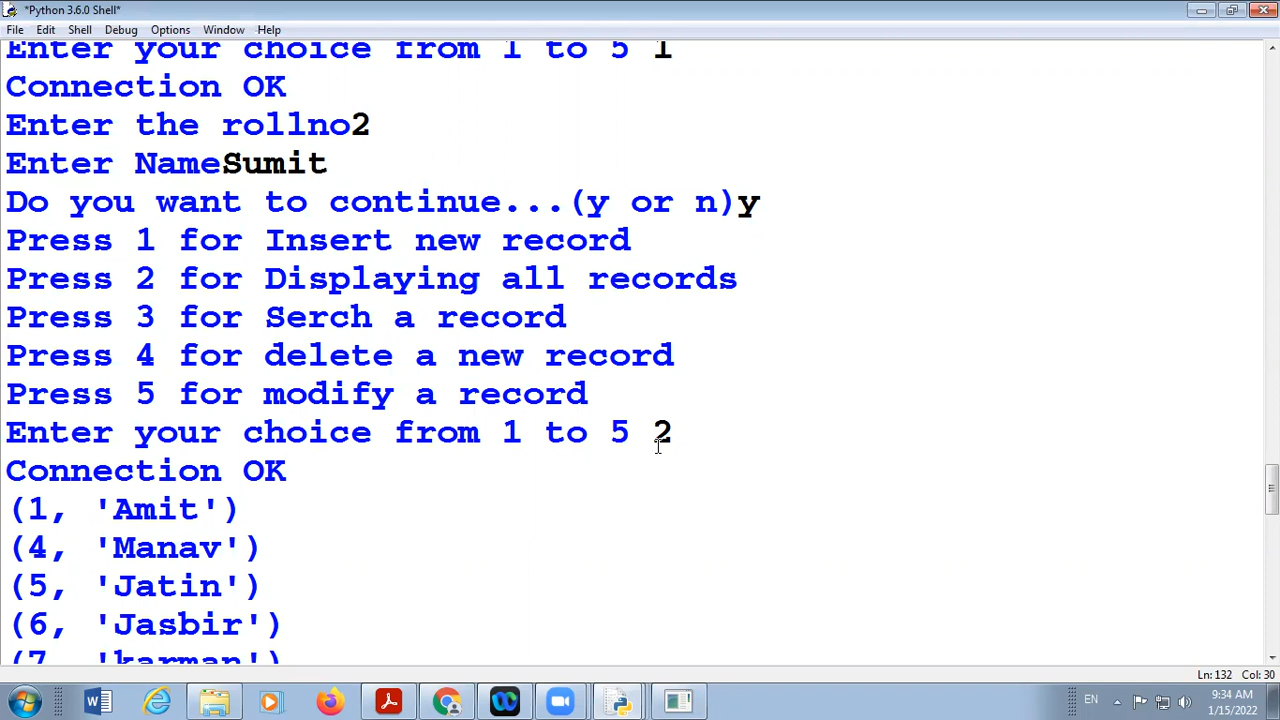 *Python 3.6.0 Shell*
File Edit Shell Debug Options Window Help
Enter your choice from 1 to 5 1
Connection OK
Enter the rollno2
Enter NameSumit
Do you want to continue...(y or n)y
Press 1 for Insert new record
Press 2 for Displaying all records
Press 3 for Serch a record
Press 4 for delete a new record
Press 5 for modify a record
Enter your choice from 1 to 5 2
Connection OK
(1, 'Amit')
(4, 'Manav')
(5, 'Jatin')
(6, 'Jasbir')
(7, 'karman')
Ln: 132 Col: 30
EN
9:34 AM
1/15/2022